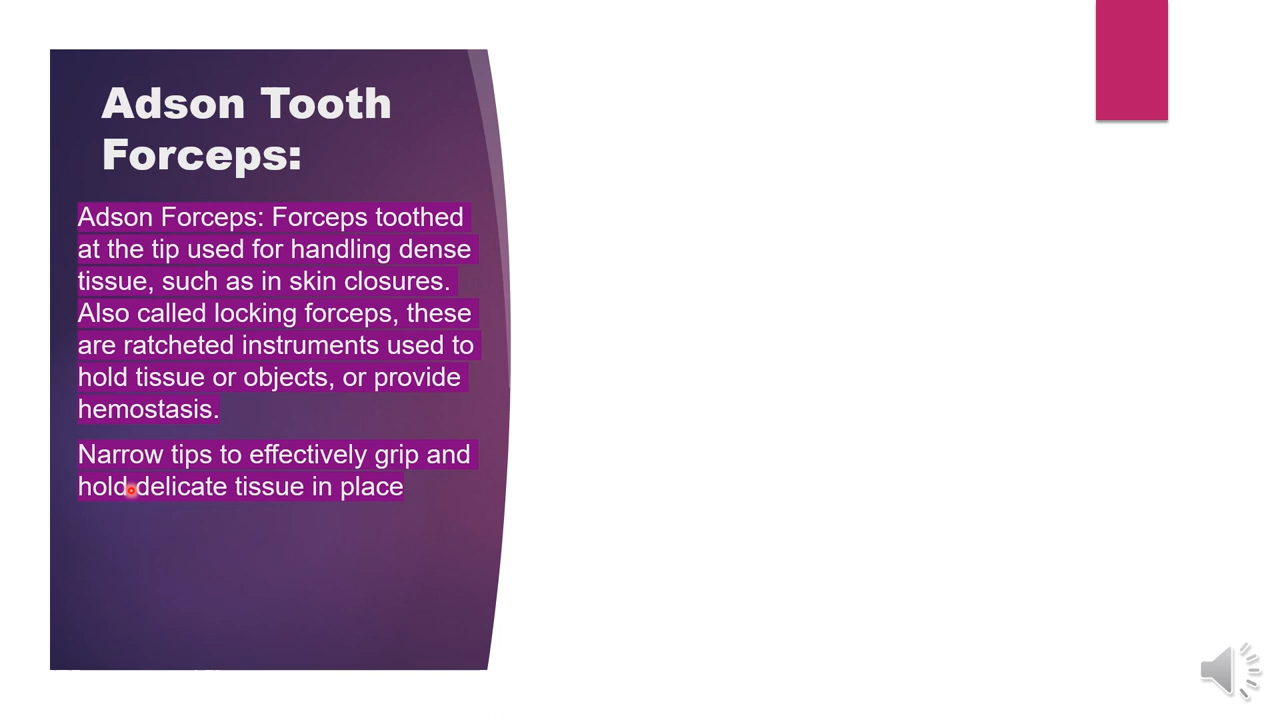 Adson Tooth
Forceps:
Adson Forceps: Forceps toothed
at the tip used for handling dense
tissue, such as in skin closures.
Also called locking forceps, these
are ratcheted instruments used to
hold tissue or objects, or provide
hemostasis.
Narrow tips to effectively grip and
hold delicate tissue in place